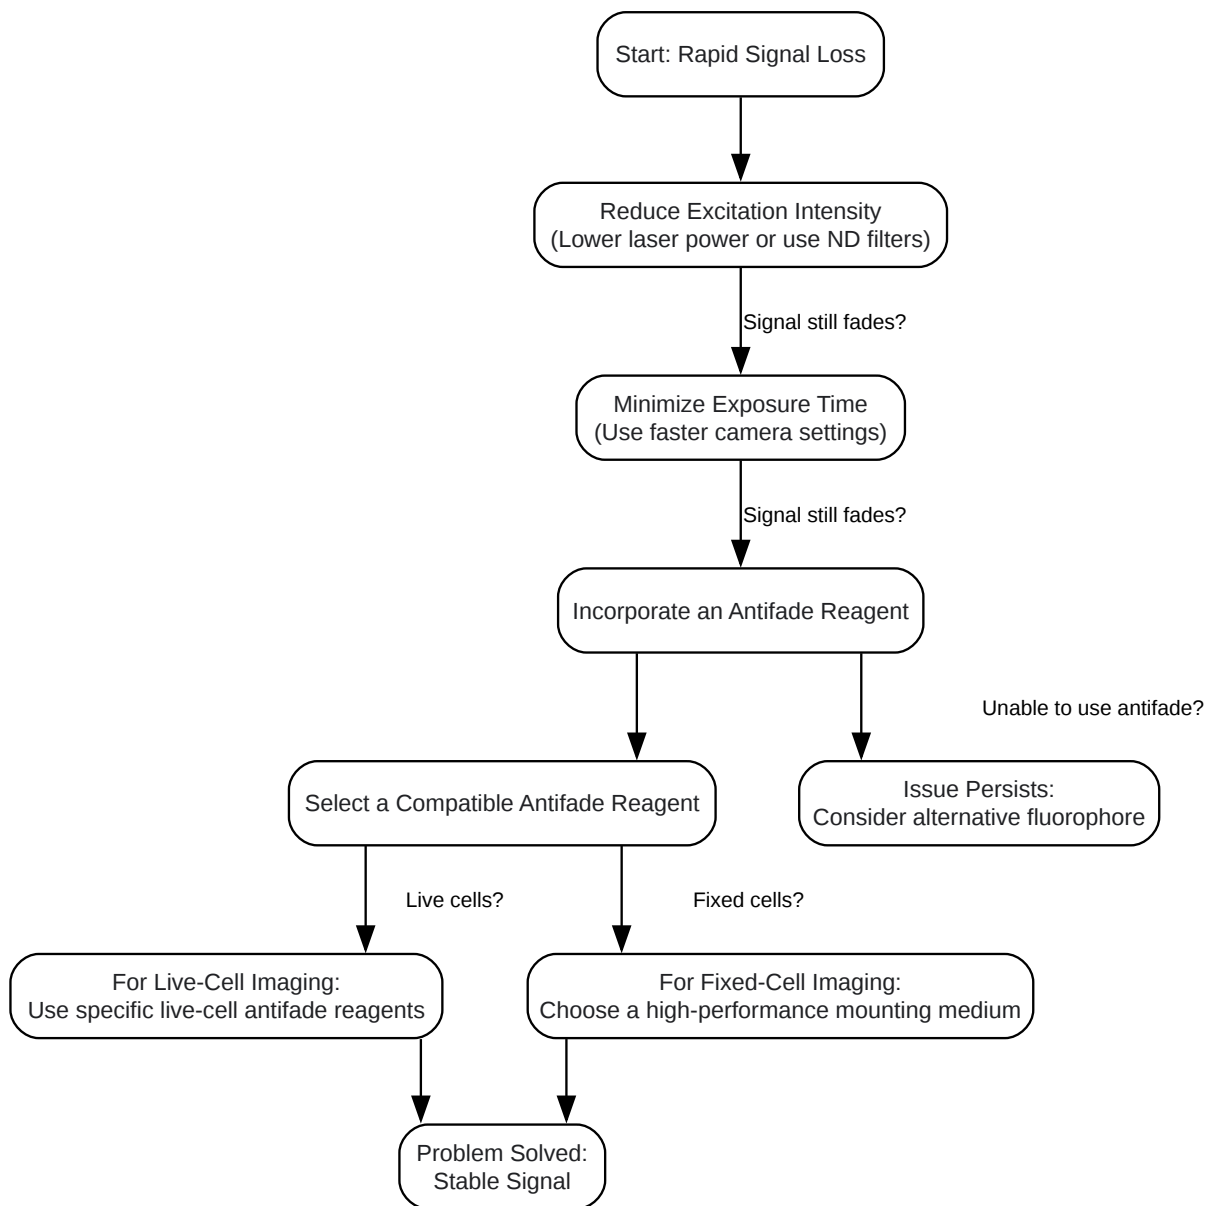 Start: Rapid Signal Loss
Reduce Excitation Intensity
(Lower laser power or use ND filters)
Signal still fades?
Minimize Exposure Time
(Use faster camera settings)
Signal still fades?
Incorporate an Antifade Reagent
Unable to use antifade?
Select a Compatible Antifade Reagent
Issue Persists:
Consider alternative fluorophore
Live cells?
Fixed cells?
For Live-Cell Imaging:
Use specific live-cell antifade reagents
For Fixed-Cell Imaging:
Choose a high-performance mounting medium
Problem Solved:
Stable Signal